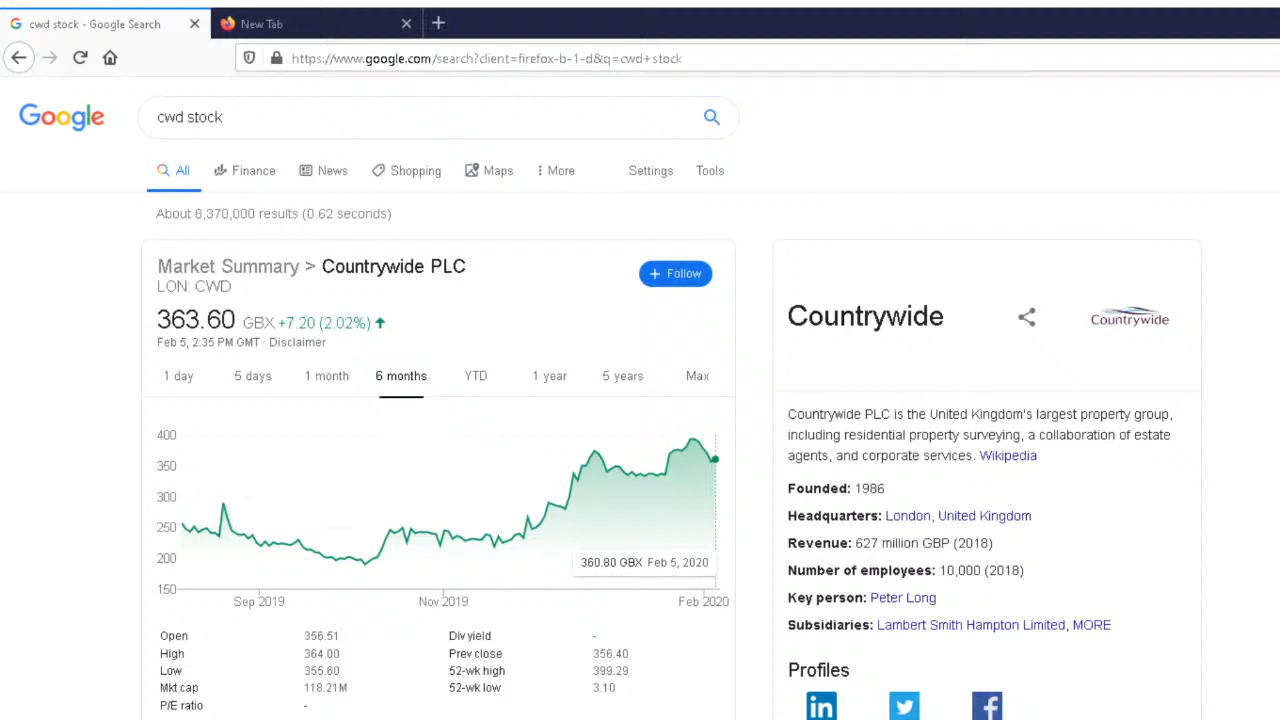 cwd stock - Google Search
New Tab
https://www.google.com/search?client=firefox-b-1-d&q=cwd+stock
Google
cwd stock
All Finance News Shopping Maps More Settings Tools
About 8,370,000 results (0.62 seconds)
Market Summary > Countrywide PLC
LON: CWD
Follow
363.60 GBX +7.20 (2.02%)
Feb 5, 2:35 PM GMT · Disclaimer
1 day 5 days 1 month 6 months YTD 1 year 5 years Max
400
350
300
250
200
150
360.80 GBX Feb 5, 2020
Sep 2019 Nov 2019 Feb 2020
Open 356.51 Div yield -
High 364.00 Prev close 356.40
Low 355.60 52-wk high 399.29
Mkt cap 118.21M 52-wk low 3.10
P/E ratio -
Countrywide
Countrywide
Countrywide PLC is the United Kingdom's largest property group,
including residential property surveying, a collaboration of estate
agents, and corporate services. Wikipedia
Founded: 1986
Headquarters: London, United Kingdom
Revenue: 627 million GBP (2018)
Number of employees: 10,000 (2018)
Key person: Peter Long
Subsidiaries: Lambert Smith Hampton Limited, MORE
Profiles
in
f